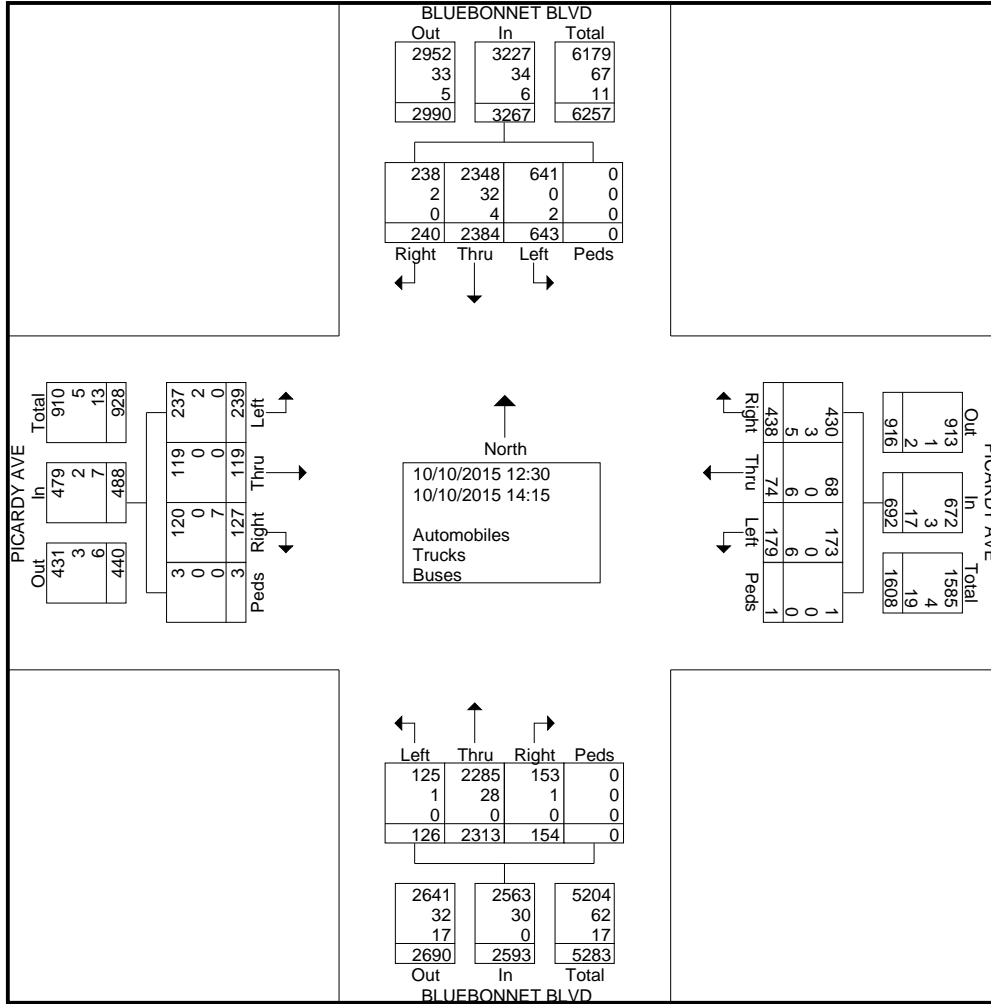 BLUEBONNET BLVD
Out In Total
2952 3227 6179
33 34 67
5 6 11
2990 3267 6257
238 2348 641 0
2 32 0 0
0 4 2 0
240 2384 643 0
Right Thru Left Peds
PICARDY AVE
Total In Out
910 479 431
5 2 3
13 7 6
928 488 440
237 119 120 3
2 0 0 0
0 0 7 0
239 119 127 3
Left Thru Right Peds
North
10/10/2015 12:30
10/10/2015 14:15
Automobiles
Trucks
Buses
Right Thru Left Peds
438 74 179 1
5 6 6 0
3 0 0 0
430 68 173 1
916 692 1608
2 17 19
1 3 4
913 672 1585
Out In Total
PICARDY AVE
Left Thru Right Peds
125 2285 153 0
1 28 1 0
0 0 0 0
126 2313 154 0
2641 2563 5204
32 30 62
17 0 17
2690 2593 5283
Out In Total
BLUEBONNET BLVD